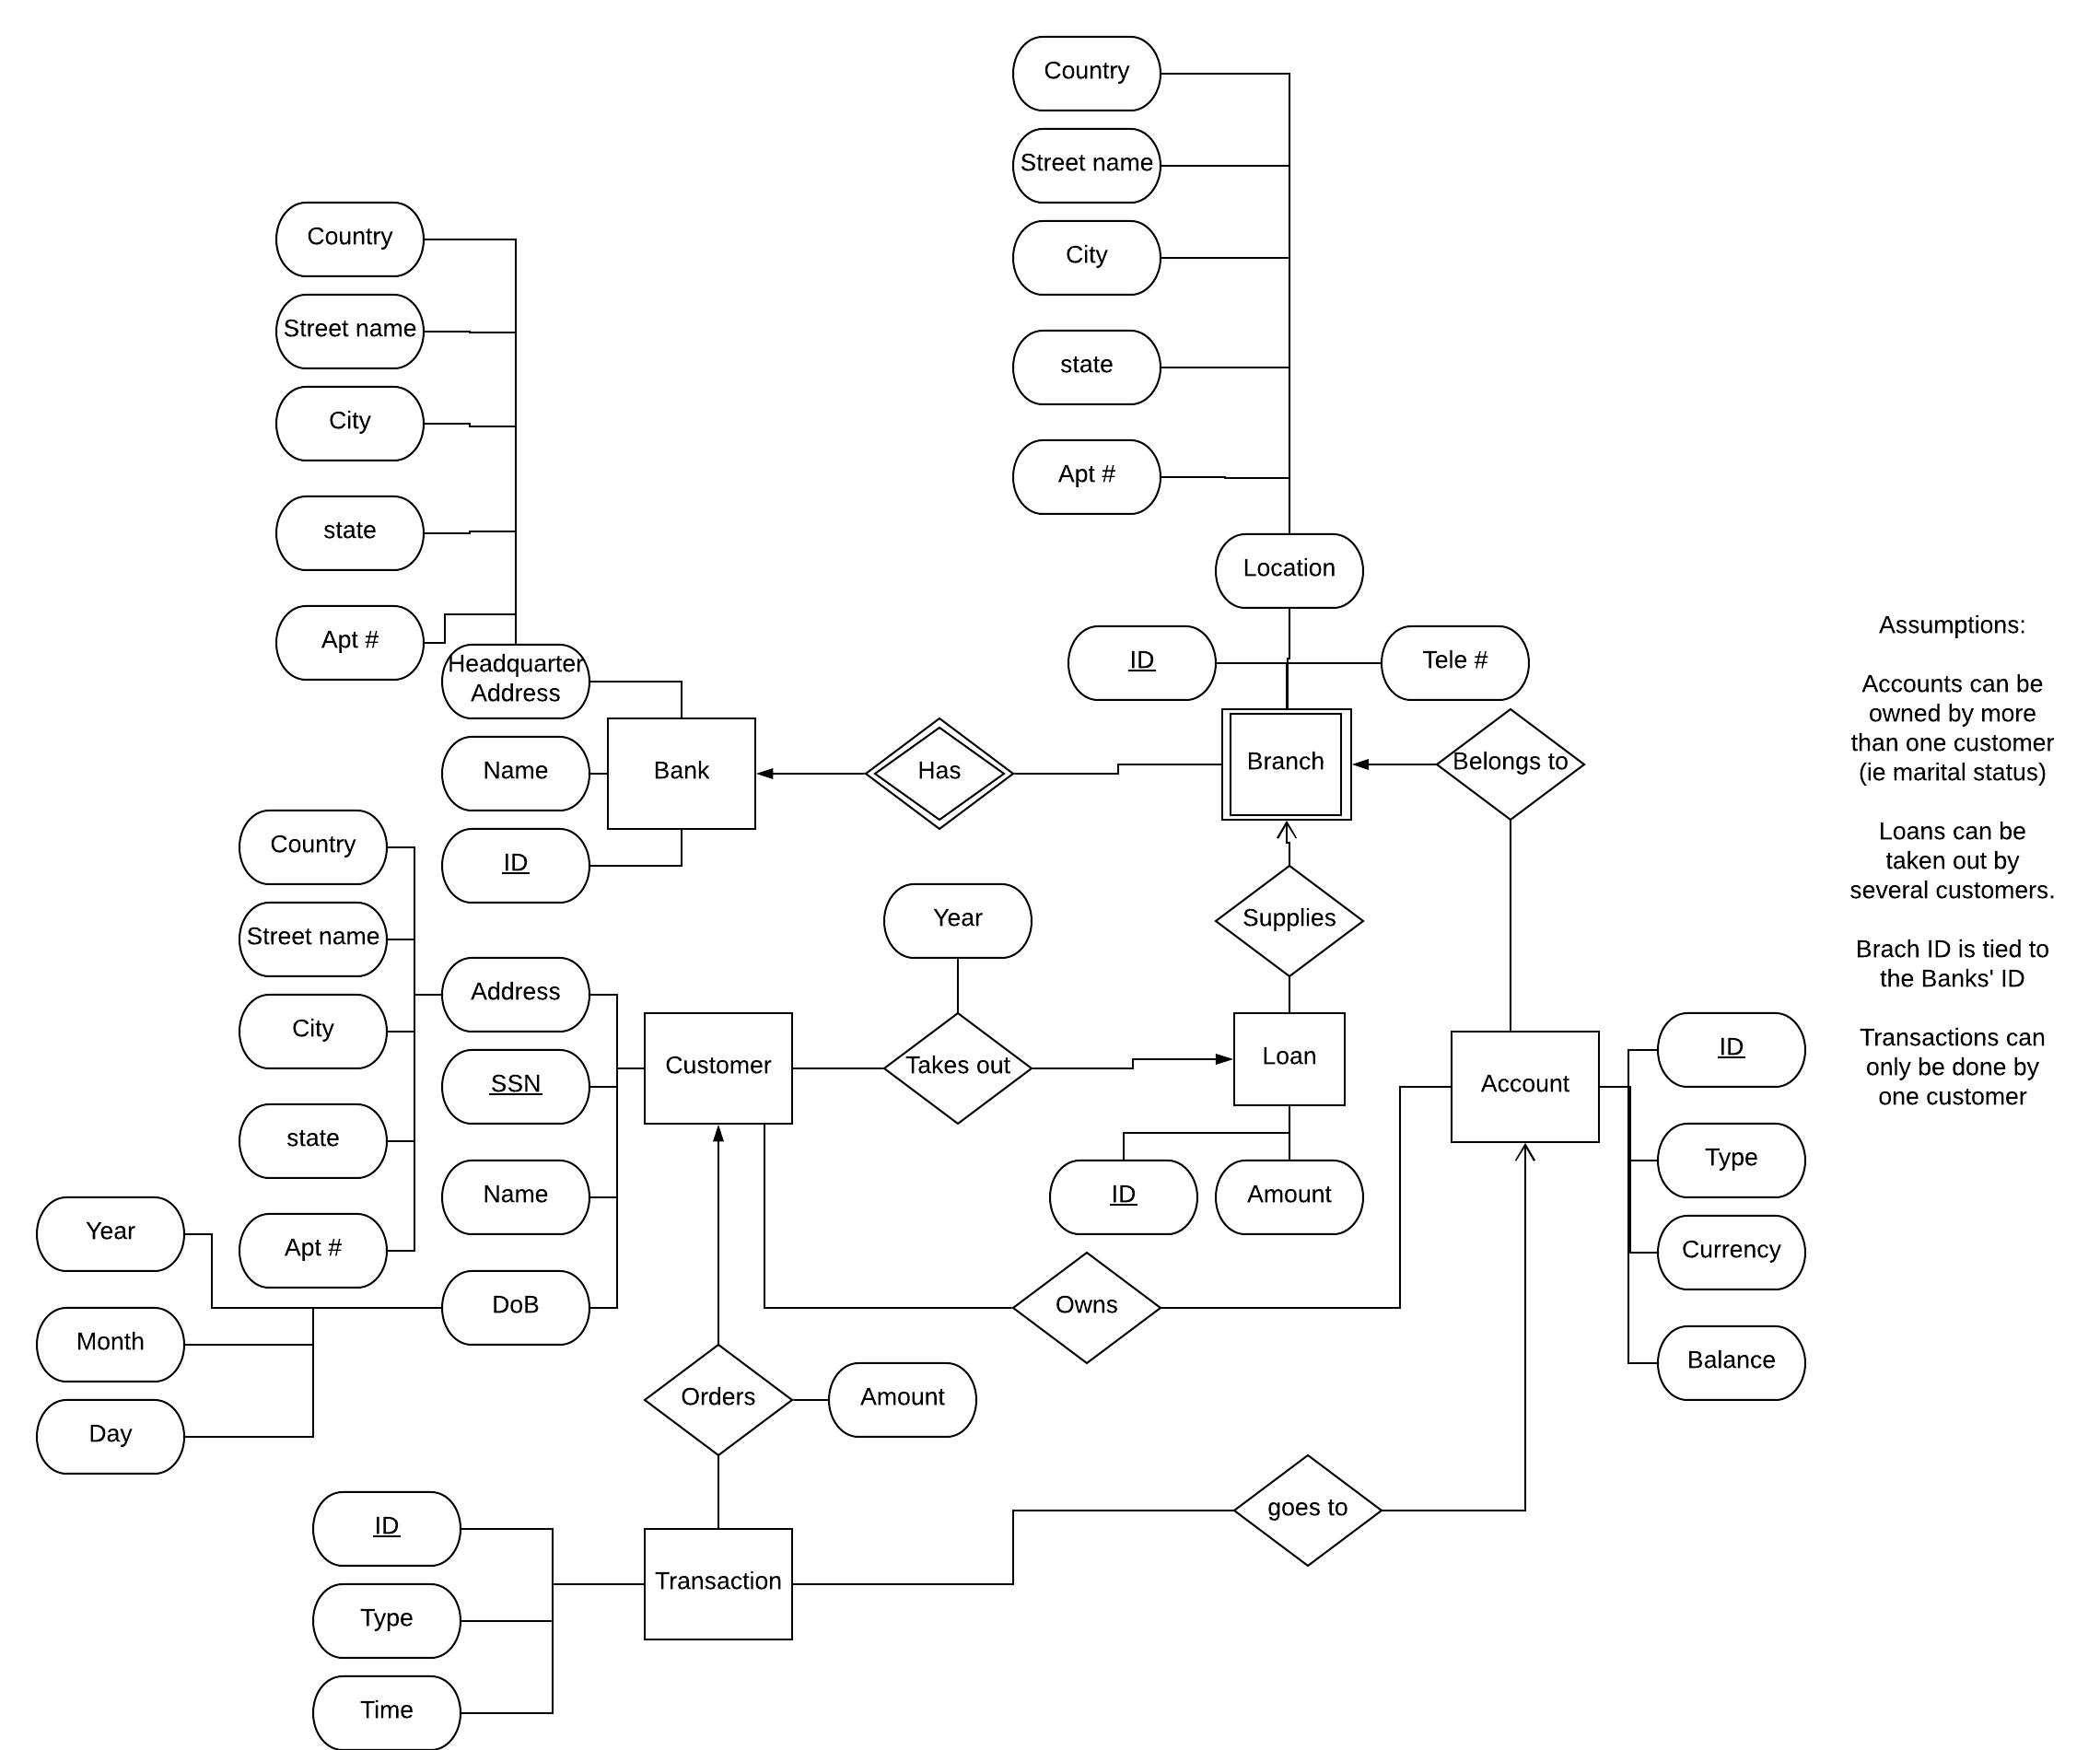 Country
Street name
City
state
Apt #
Location
ID
Tele #
Country
Street name
City
state
Apt #
Headquarter
Address
Name
ID
Bank
Has
Branch
Belongs to
Assumptions:
Accounts can be
owned by more
than one customer
(ie marital status)
Loans can be
taken out by
several customers.
Brach ID is tied to
the Banks' ID
Transactions can
only be done by
one customer
Country
Street name
City
state
Apt #
Address
SSN
Name
DoB
Year
Month
Day
Customer
Year
Takes out
Supplies
Loan
ID
Amount
Account
ID
Type
Currency
Balance
Owns
Orders
Amount
goes to
Transaction
ID
Type
Time